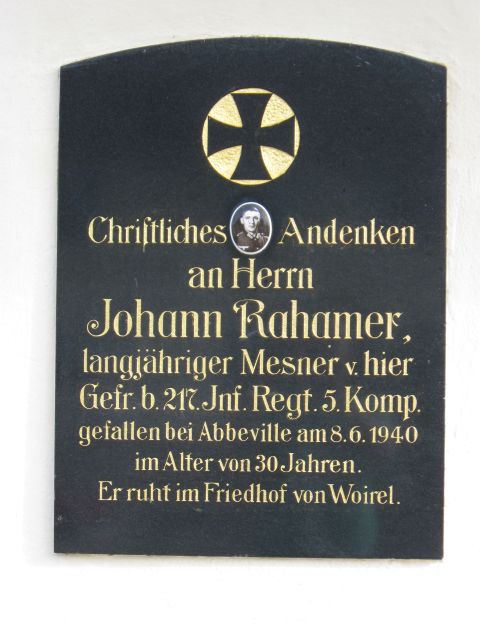 Chriſtliches Andenken
an Herrn
Johann Rahamer,
langjähriger Mesner v. hier
Gefr. b. 217. Jnf. Regt. 5. Komp.
gefallen bei Abbeville am 8. 6. 1940
im Alter von 30 Jahren.
Er ruht im Friedhof von Woirel.